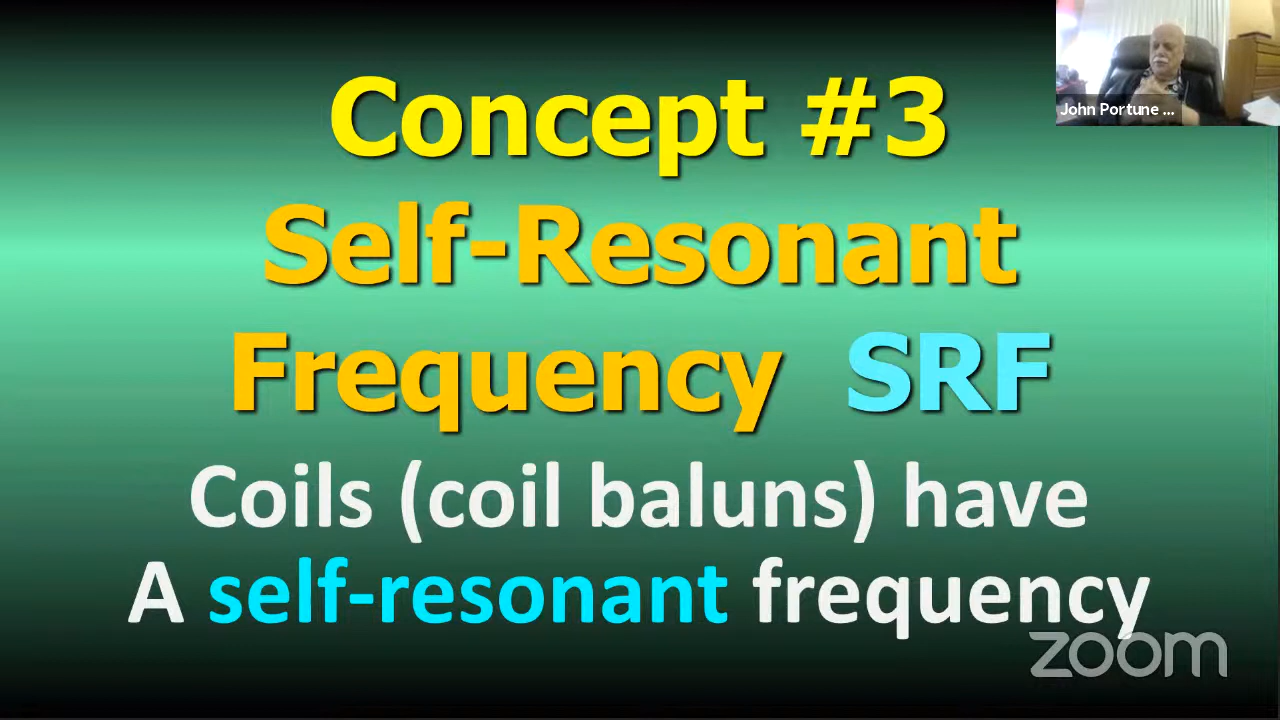 John Portune ...
Concept #3
Self-Resonant
Frequency SRF
Coils (coil baluns) have
A self-resonant frequency
zoom